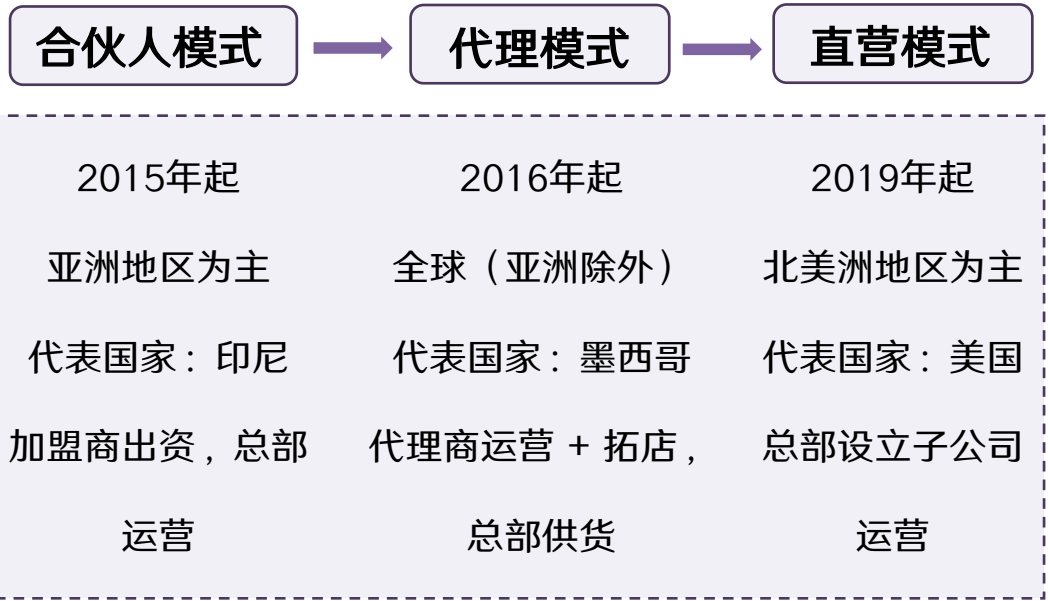 合伙人模式
代理模式
直营模式
2015年起
亚洲地区为主
代表国家：印尼
加盟商出资，总部
运营
2016年起
全球（亚洲除外）
代表国家：墨西哥
代理商运营 + 拓店，
总部供货
2019年起
北美洲地区为主
代表国家：美国
总部设立子公司
运营